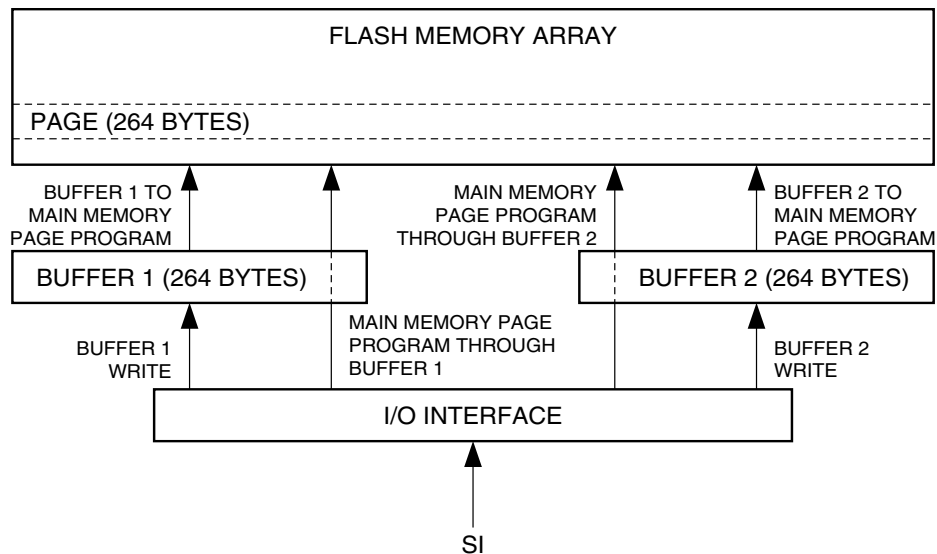 FLASH MEMORY ARRAY
PAGE (264 BYTES)
BUFFER 1 TO
MAIN MEMORY
PAGE PROGRAM
MAIN MEMORY
PAGE PROGRAM
THROUGH BUFFER 2
BUFFER 2 TO
MAIN MEMORY
PAGE PROGRAM
BUFFER 1 (264 BYTES)
BUFFER 2 (264 BYTES)
BUFFER 1
WRITE
MAIN MEMORY PAGE
PROGRAM THROUGH
BUFFER 1
BUFFER 2
WRITE
I/O INTERFACE
SI